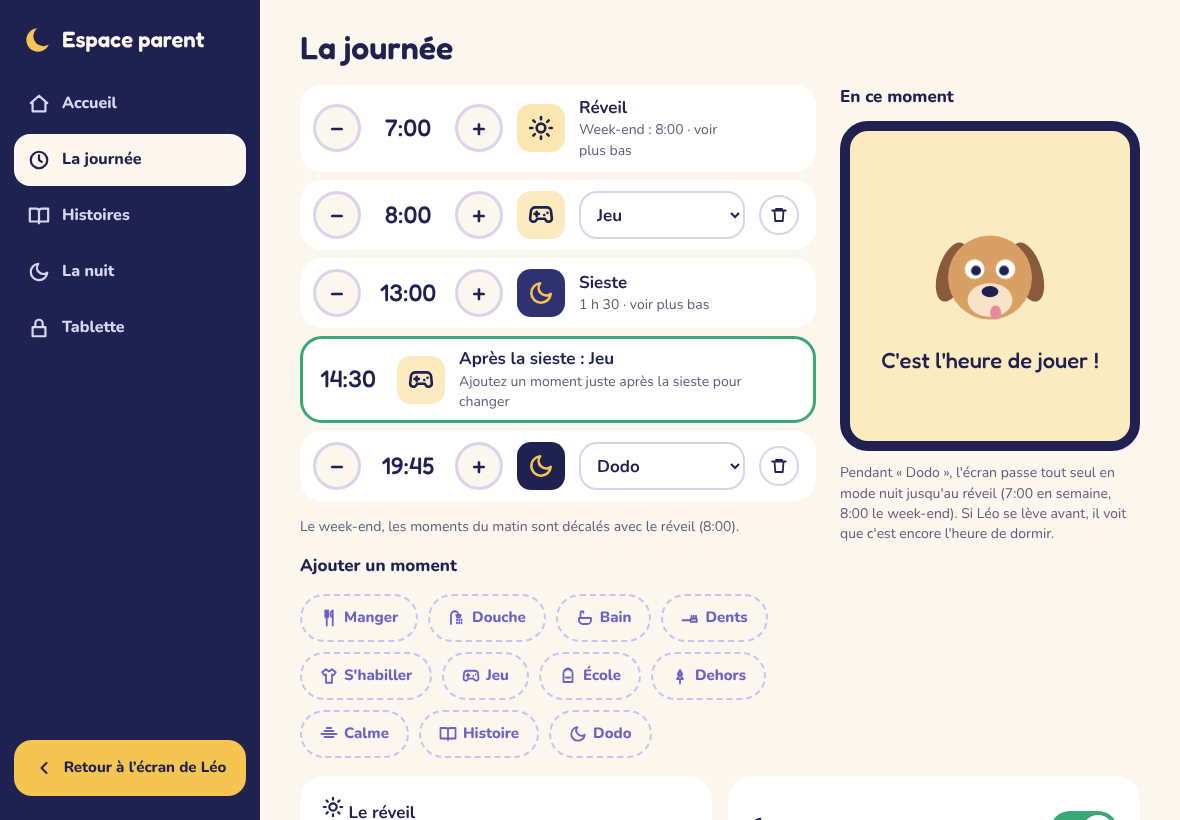 Espace parent
Accueil
La journée
Histoires
La nuit
Tablette
Retour à l'écran de Léo
La journée
− 7:00 +
Réveil
Week-end : 8:00 · voir
plus bas
− 8:00 + Jeu
− 13:00 +
Sieste
1 h 30 · voir plus bas
14:30
Après la sieste : Jeu
Ajoutez un moment juste après la sieste pour
changer
− 19:45 + Dodo
Le week-end, les moments du matin sont décalés avec le réveil (8:00).
Ajouter un moment
Manger Douche Bain Dents
S'habiller Jeu École Dehors
Calme Histoire Dodo
Le réveil
En ce moment
C'est l'heure de jouer !
Pendant « Dodo », l'écran passe tout seul en
mode nuit jusqu'au réveil (7:00 en semaine,
8:00 le week-end). Si Léo se lève avant, il voit
que c'est encore l'heure de dormir.